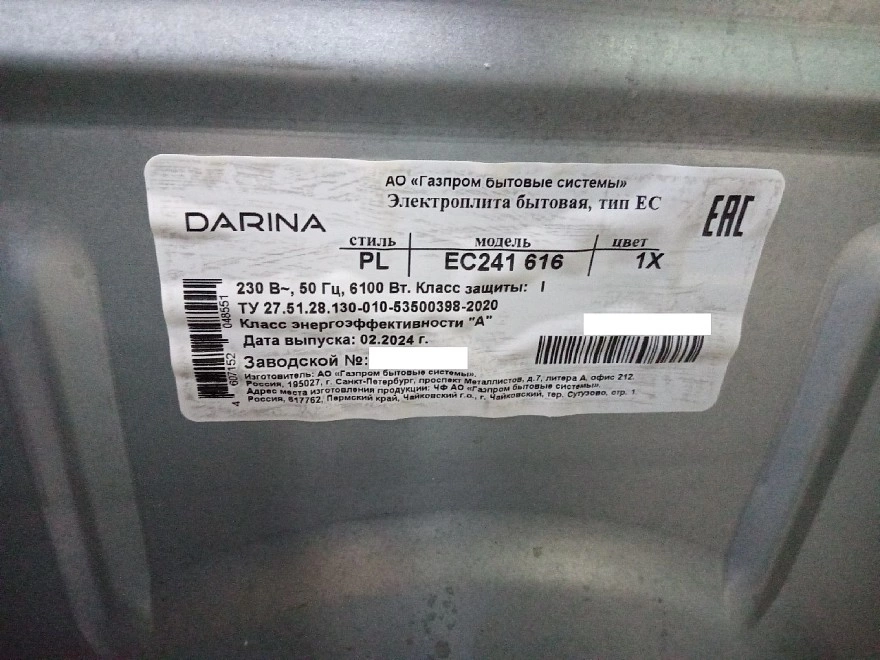 АО «Газпром бытовые системы»
Электроплита бытовая, тип ЕС
DARINA
ЕАС
стиль модель цвет
PL EC241 616 1X
230 В~, 50 Гц, 6100 Вт. Класс защиты: I
ТУ 27.51.28.130-010-53500398-2020
Класс энергоэффективности "А"
Дата выпуска: 02.2024 г.
Заводской №:
Изготовитель: АО «Газпром бытовые системы».
Россия, 195027, г. Санкт-Петербург, проспект Металлистов, д.7, литера А, офис 212.
Адрес места изготовления продукции: ЧФ АО «Газпром бытовые системы».
Россия, 617762, Пермский край, Чайковский г.о., г. Чайковский, тер. Сутузово, стр. 1
4 607152 048551